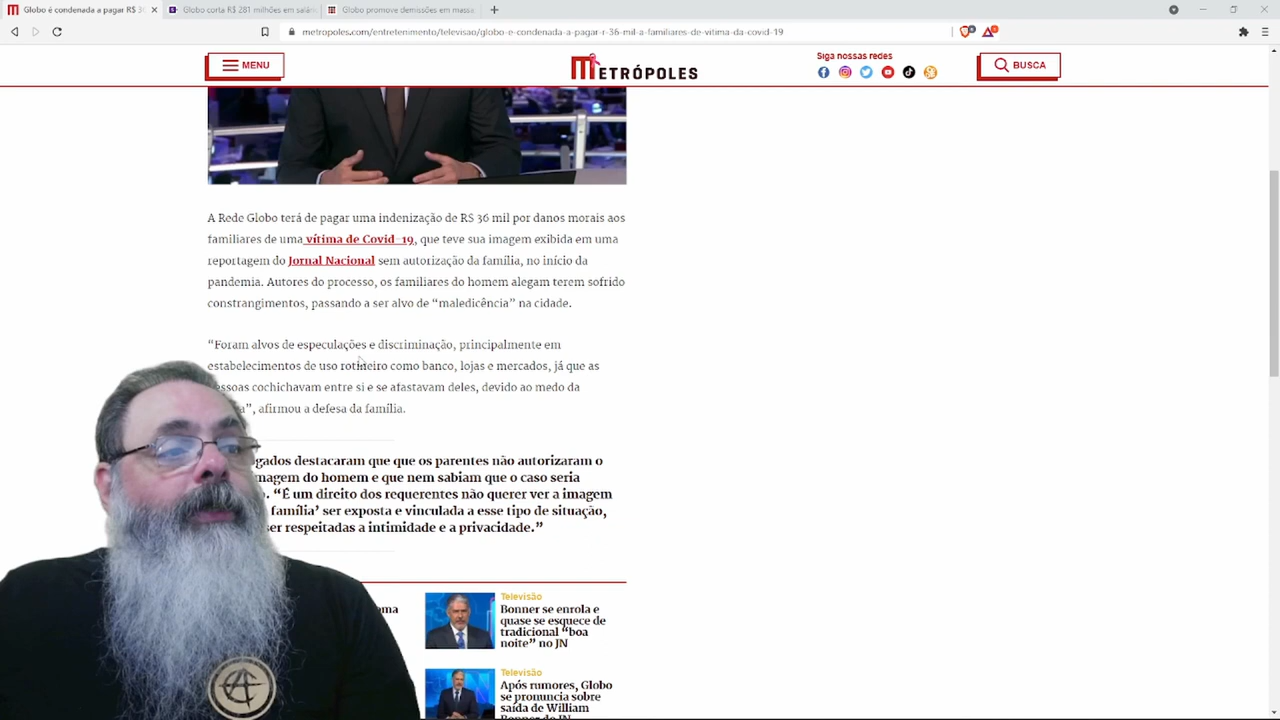 Globo é condenada a pagar R$ 3
Globo corta R$ 281 milhões em salári
Globo promove demissões em massa
metropoles.com/entretenimento/televisao/globo-e-condenada-a-pagar-r-36-mil-a-familiares-de-vitima-da-covid-19
MENU
METRÓPOLES
Siga nossas redes
BUSCA
A Rede Globo terá de pagar uma indenização de R$ 36 mil por danos morais aos
familiares de uma vítima de Covid-19, que teve sua imagem exibida em uma
reportagem do Jornal Nacional sem autorização da família, no início da
pandemia. Autores do processo, os familiares do homem alegam terem sofrido
constrangimentos, passando a ser alvo de “maledicência” na cidade.
“Foram alvos de especulações e discriminação, principalmente em
estabelecimentos de uso rotineiro como banco, lojas e mercados, já que as
pessoas cochichavam entre si e se afastavam deles, devido ao medo da
a”, afirmou a defesa da família.
gados destacaram que que os parentes não autorizaram o
magem do homem e que nem sabiam que o caso seria
o. “É um direito dos requerentes não querer ver a imagem
família’ ser exposta e vinculada a esse tipo de situação,
ser respeitadas a intimidade e a privacidade.”
oma
Televisão
Bonner se enrola e
quase se esquece de
tradicional “boa
noite” no JN
Televisão
Após rumores, Globo
se pronuncia sobre
saída de William
Bonner do JN